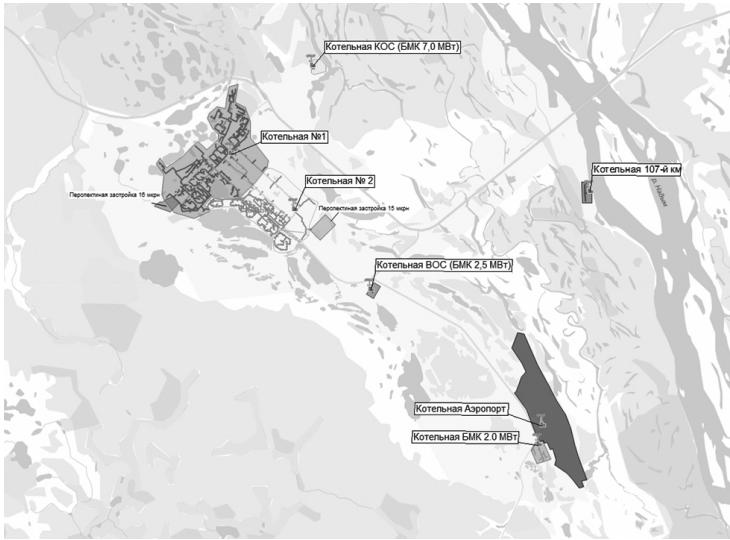 Котельная КОС (БМК 7,0 МВт)
Котельная №1
Котельная 107-й км
р. Надым
Котельная № 2
Перспективная застройка 16 мкрн
Перспективная застройка 15 мкрн
Котельная ВОС (БМК 2,5 МВт)
Котельная Аэропорт
Котельная БМК 2.0 МВт